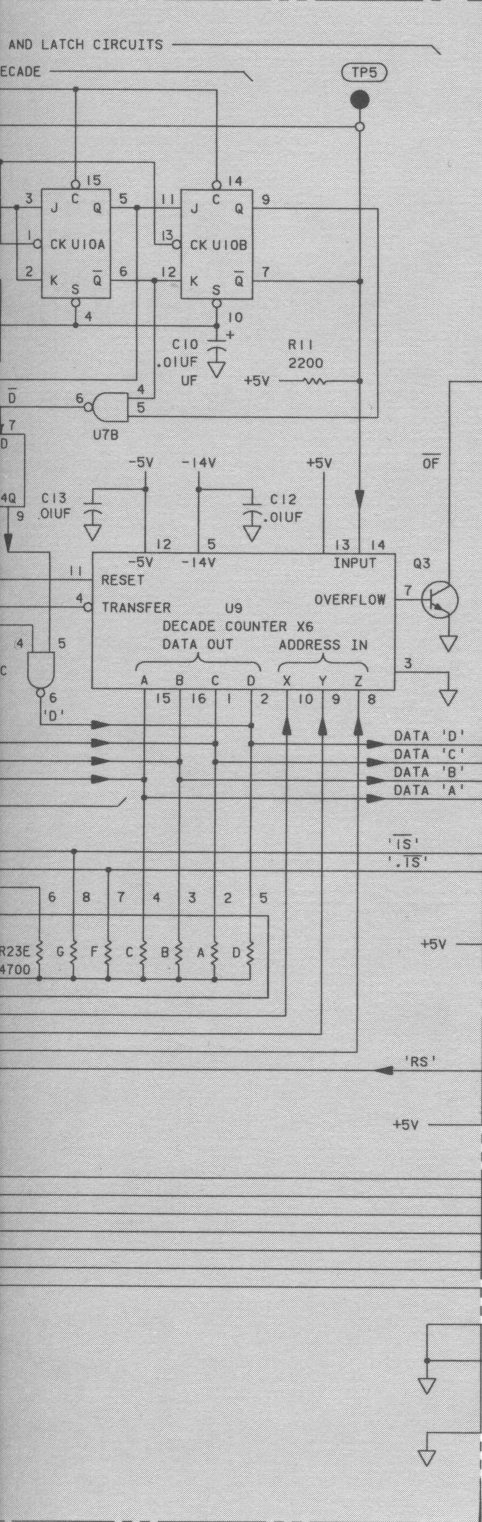 AND LATCH CIRCUITS
ECADE
TP5
15 14
3 J C Q 5 11 J C Q 9
1 CK U10A 13 CK U10B
2 K S Q̅ 6 12 K S Q̅ 7
4 10
C10 +
.01UF
UF
R11
2200
+5V
D̅ 6 4
5
U7B
7
D
-5V -14V +5V O̅F̅
4Q
9
C13
.01UF
C12
.01UF
12 5 13 14 Q3
-5V -14V INPUT
11 RESET
4 TRANSFER U9 OVERFLOW 7
DECADE COUNTER X6
4 5 DATA OUT ADDRESS IN
C A B C D X Y Z 3
6 15 16 1 2 10 9 8
'D'
DATA 'D'
DATA 'C'
DATA 'B'
DATA 'A'
'I̅S̅'
'.I̅S̅'
6 8 7 4 3 2 5
R23E G F C B A D
4700
+5V
'RS'
+5V